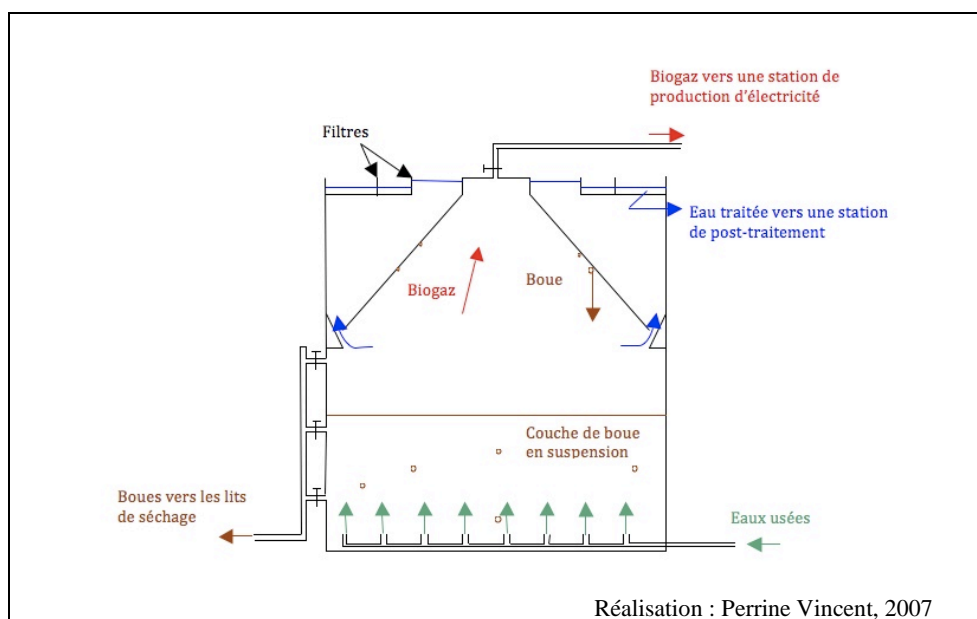 Biogaz vers une station de
production d'électricité
Filtres
Eau traitée vers une station
de post-traitement
Biogaz
Boue
Couche de boue
en suspension
Boues vers les lits
de séchage
Eaux usées
Réalisation : Perrine Vincent, 2007